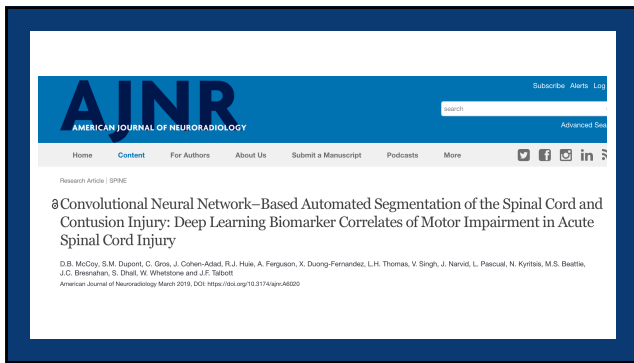 Subscribe Alerts Log
AJNR
AMERICAN JOURNAL OF NEURORADIOLOGY
search
Advanced Sea
Home Content For Authors About Us Submit a Manuscript Podcasts More
Research Article | SPINE
Convolutional Neural Network–Based Automated Segmentation of the Spinal Cord and
Contusion Injury: Deep Learning Biomarker Correlates of Motor Impairment in Acute
Spinal Cord Injury
D.B. McCoy, S.M. Dupont, C. Gros, J. Cohen-Adad, R.J. Huie, A. Ferguson, X. Duong-Fernandez, L.H. Thomas, V. Singh, J. Narvid, L. Pascual, N. Kyritsis, M.S. Beattie,
J.C. Bresnahan, S. Dhall, W. Whetstone and J.F. Talbott
American Journal of Neuroradiology March 2019, DOI: https://doi.org/10.3174/ajnr.A6020